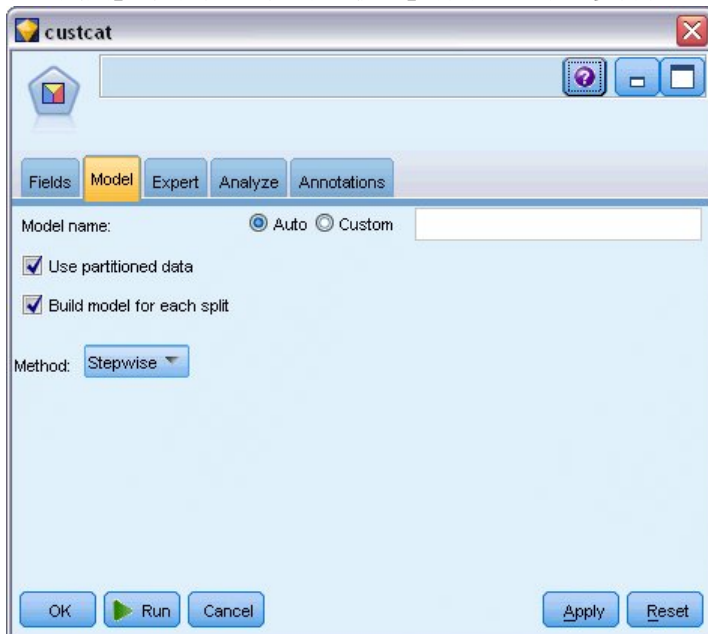 custcat
?
Fields Model Expert Analyze Annotations
Model name: Auto Custom
Use partitioned data
Build model for each split
Method: Stepwise
OK Run Cancel Apply Reset